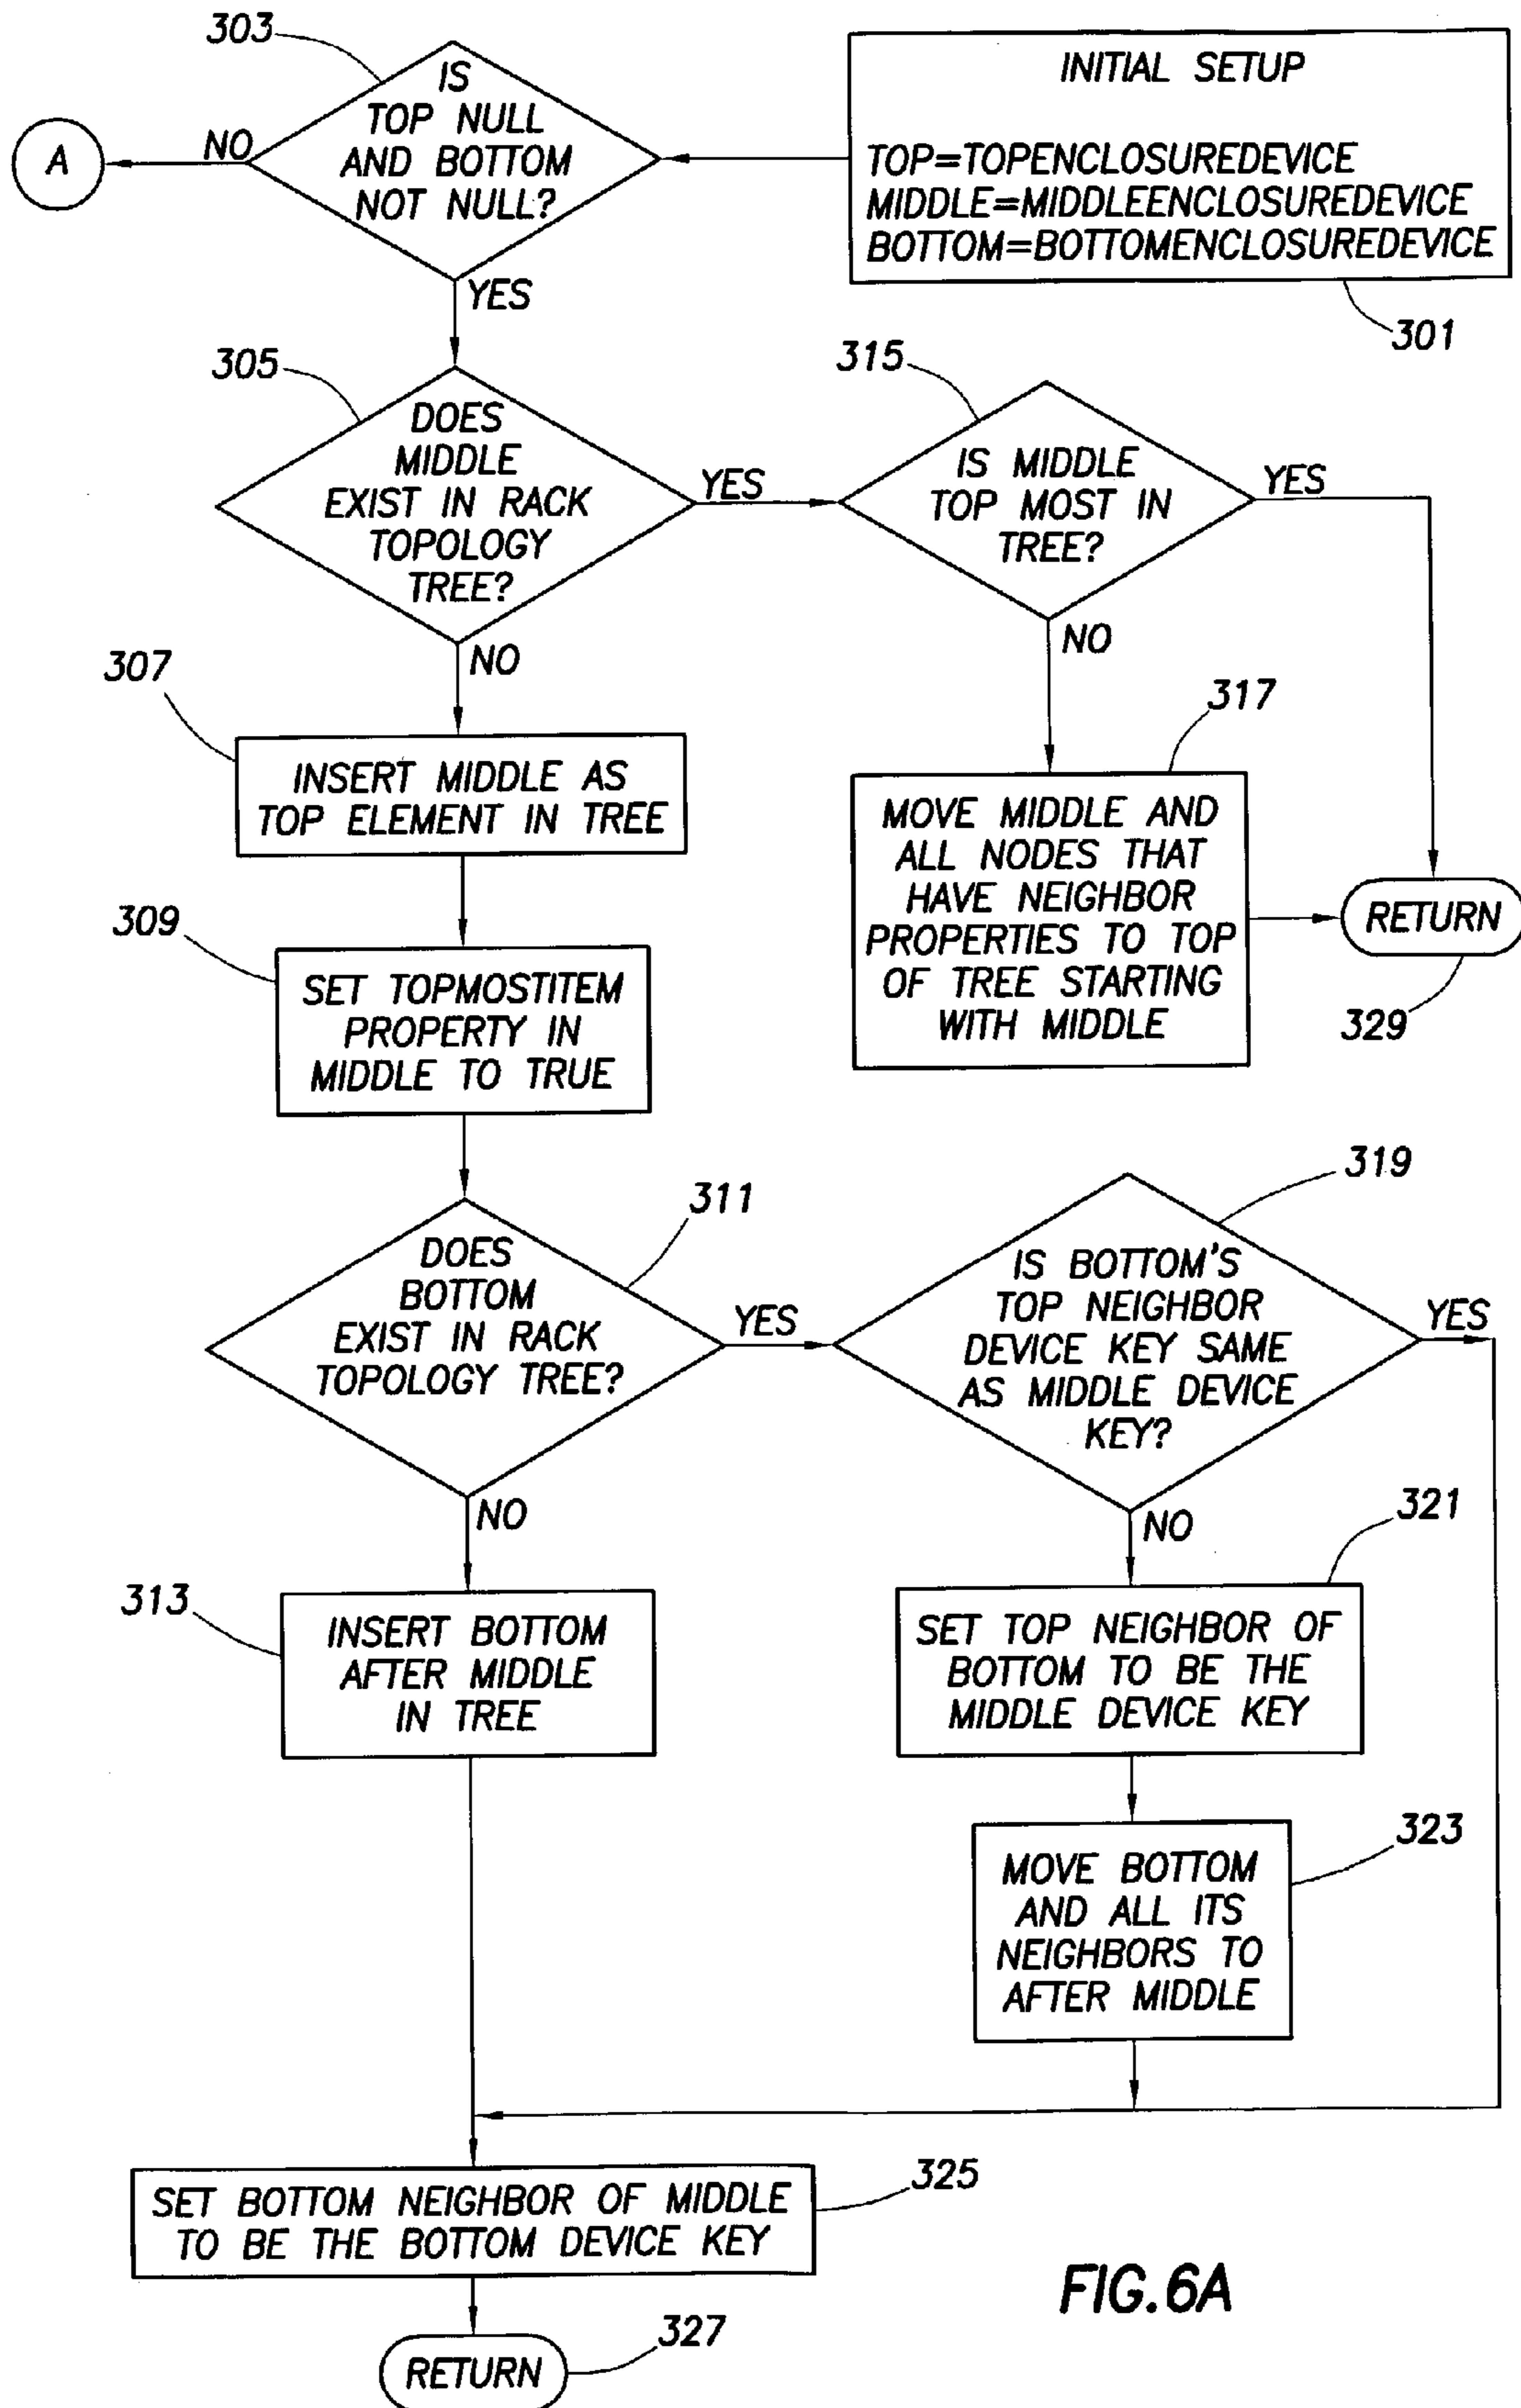 303
IS
TOP NULL
AND BOTTOM
NOT NULL?
NO
A
YES
INITIAL SETUP
TOP=TOPENCLOSUREDEVICE
MIDDLE=MIDDLEENCLOSUREDEVICE
BOTTOM=BOTTOMENCLOSUREDEVICE
301
305
DOES
MIDDLE
EXIST IN RACK
TOPOLOGY
TREE?
YES
NO
315
IS MIDDLE
TOP MOST IN
TREE?
YES
NO
307
INSERT MIDDLE AS
TOP ELEMENT IN TREE
317
MOVE MIDDLE AND
ALL NODES THAT
HAVE NEIGHBOR
PROPERTIES TO TOP
OF TREE STARTING
WITH MIDDLE
RETURN
329
309
SET TOPMOSTITEM
PROPERTY IN
MIDDLE TO TRUE
311
DOES
BOTTOM
EXIST IN RACK
TOPOLOGY TREE?
YES
NO
319
IS BOTTOM'S
TOP NEIGHBOR
DEVICE KEY SAME
AS MIDDLE DEVICE
KEY?
YES
NO
313
INSERT BOTTOM
AFTER MIDDLE
IN TREE
321
SET TOP NEIGHBOR OF
BOTTOM TO BE THE
MIDDLE DEVICE KEY
323
MOVE BOTTOM
AND ALL ITS
NEIGHBORS TO
AFTER MIDDLE
325
SET BOTTOM NEIGHBOR OF MIDDLE
TO BE THE BOTTOM DEVICE KEY
327
RETURN
FIG.6A